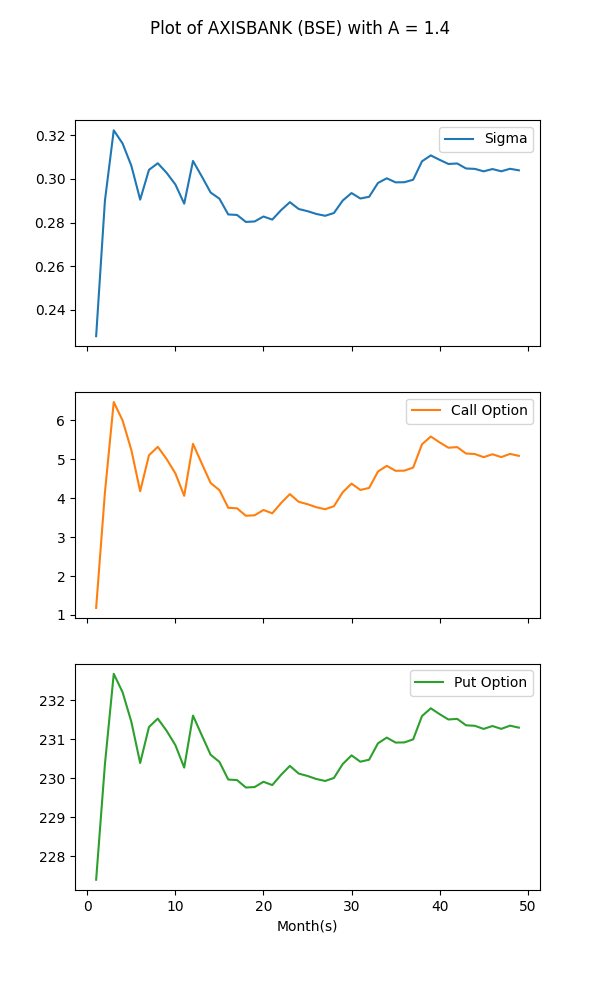 Plot of AXISBANK (BSE) with A = 1.4
Sigma
0.32
0.30
0.28
0.26
0.24
Call Option
6
5
4
3
2
1
Put Option
232
231
230
229
228
0 10 20 30 40 50
Month(s)